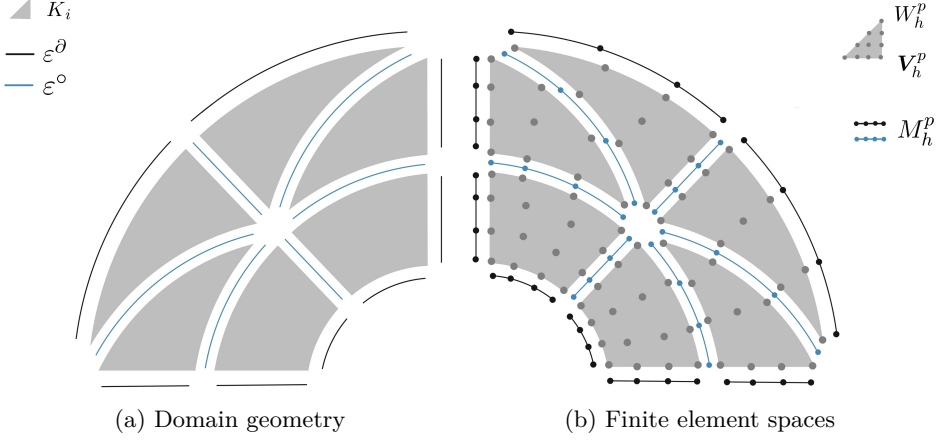 K_i
ε^∂
ε^∘
W_h^p
V_h^p
M_h^p
(a) Domain geometry
(b) Finite element spaces